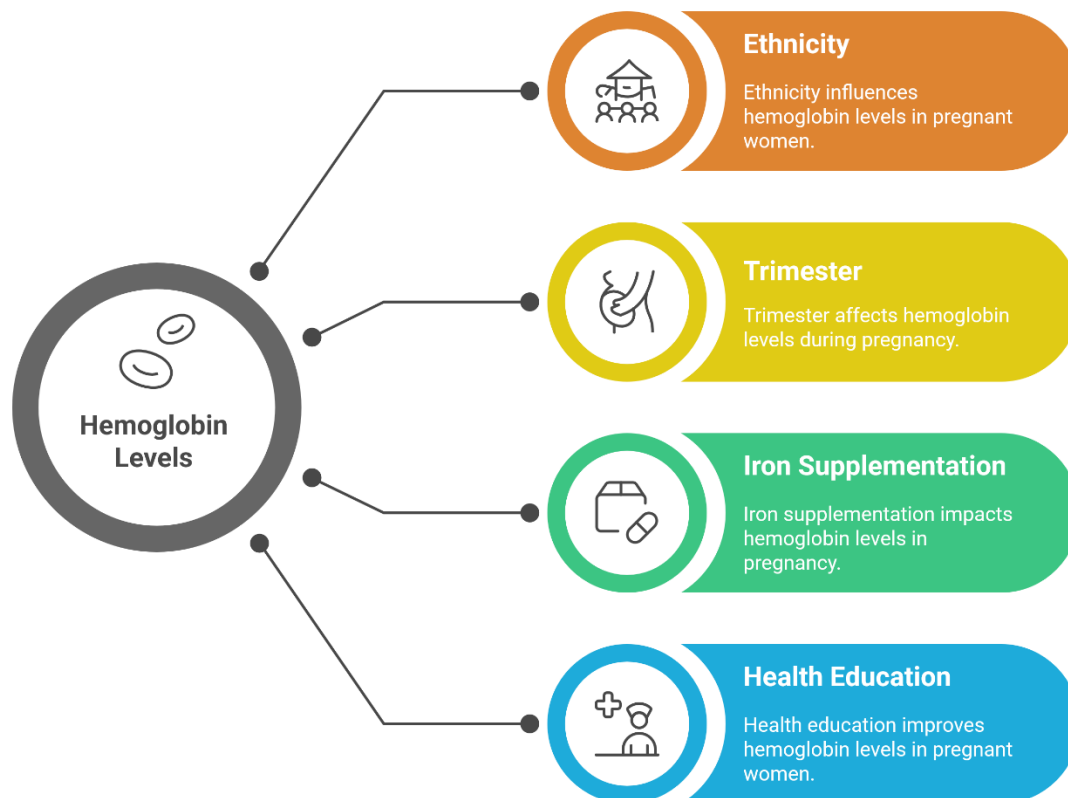 Ethnicity
Ethnicity influences
hemoglobin levels in pregnant
women.
Trimester
Trimester affects hemoglobin
levels during pregnancy.
Hemoglobin
Levels
Iron Supplementation
Iron supplementation impacts
hemoglobin levels in
pregnancy.
Health Education
Health education improves
hemoglobin levels in pregnant
women.